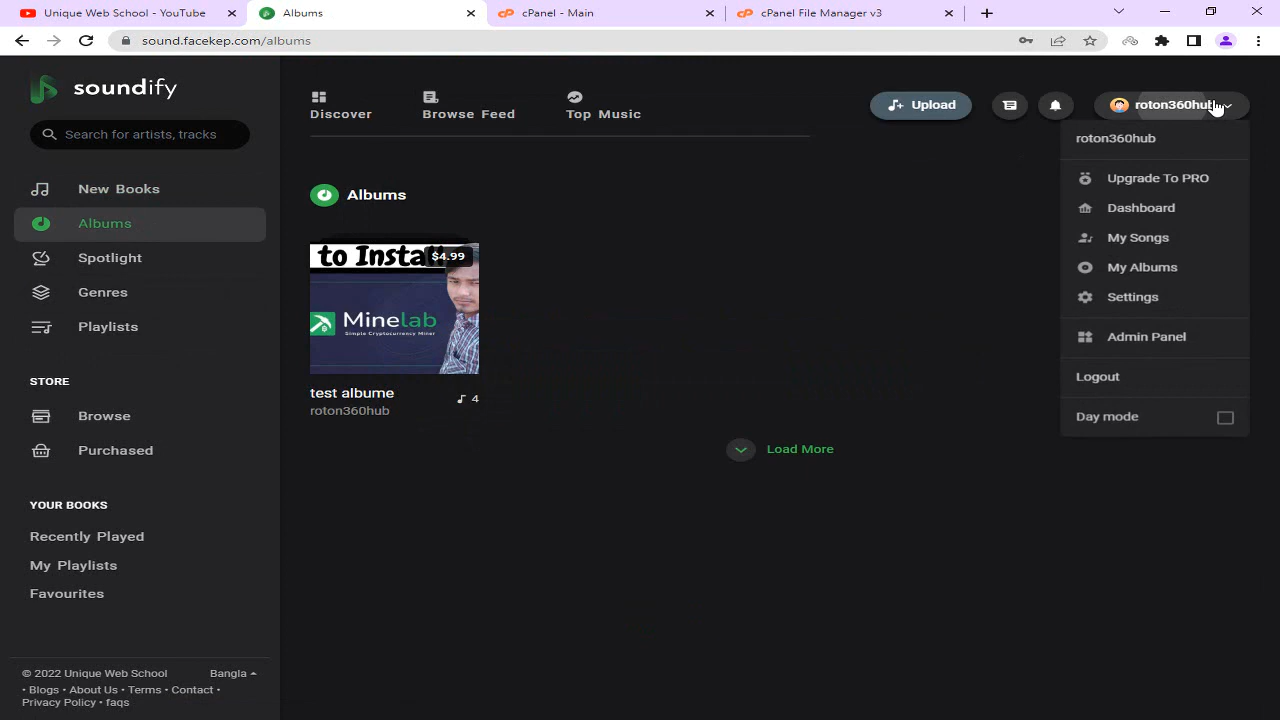 Unique Web School - YouTube
Albums
cPanel - Main
cPanel File Manager v3
sound.facekep.com/albums
soundify
Search for artists, tracks
New Books
Albums
Spotlight
Genres
Playlists
STORE
Browse
Purchased
YOUR BOOKS
Recently Played
My Playlists
Favourites
© 2022 Unique Web School
Bangla
• Blogs • About Us • Terms • Contact •
Privacy Policy • faqs
Discover
Browse Feed
Top Music
Upload
roton360hub
Albums
to Install
$4.99
Minelab
Simple Cryptocurrency Miner
test albume
roton360hub
4
Load More
roton360hub
Upgrade To PRO
Dashboard
My Songs
My Albums
Settings
Admin Panel
Logout
Day mode